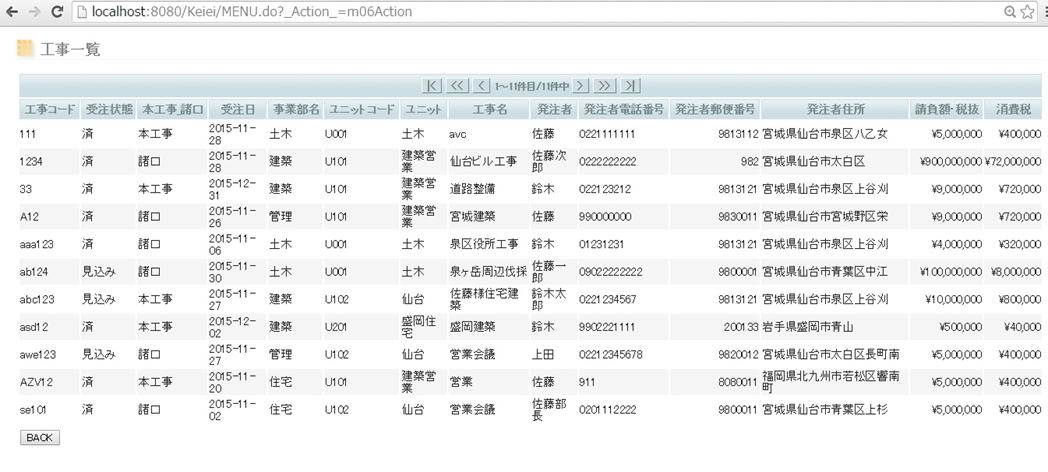 localhost:8080/Keiei/MENU.do?_Action_=m06Action
工事一覧
1～11件目/11件中
工事コード 受注状態 本工事_諸口 受注日 事業部名 ユニットコード ユニット 工事名 発注者 発注者電話番号 発注者郵便番号 発注者住所 請負額・税抜 消費税
111 済 本工事 2015-11-28 土木 U001 土木 avc 佐藤 0221111111 9813112 宮城県仙台市泉区八乙女 ¥5,000,000 ¥400,000
1234 済 諸口 2015-11-28 建築 U101 建築営業 仙台ビル工事 佐藤次郎 0222222222 982 宮城県仙台市太白区 ¥900,000,000 ¥72,000,000
33 済 本工事 2015-12-31 建築 U101 建築営業 道路整備 鈴木 022123212 9813121 宮城県仙台市泉区上谷刈 ¥9,000,000 ¥720,000
A12 済 諸口 2015-11-26 管理 U101 建築営業 宮城建築 佐藤 990000000 9830011 宮城県仙台市宮城野区栄 ¥9,000,000 ¥720,000
aaa123 済 諸口 2015-11-06 土木 U001 土木 泉区役所工事 鈴木 01231231 9813121 宮城県仙台市泉区上谷刈 ¥4,000,000 ¥320,000
ab124 見込み 諸口 2015-11-30 土木 U001 土木 泉ヶ岳周辺伐採 佐藤一郎 09022222222 9800001 宮城県仙台市青葉区中江 ¥100,000,000 ¥8,000,000
abc123 見込み 本工事 2015-11-27 建築 U102 仙台 佐藤様住宅建築 鈴木太郎 0221234567 9813121 宮城県仙台市泉区上谷刈 ¥10,000,000 ¥800,000
asd12 済 本工事 2015-12-02 建築 U201 盛岡住宅 盛岡建築 鈴木 9902221111 200133 岩手県盛岡市青山 ¥500,000 ¥40,000
awe123 見込み 諸口 2015-11-27 管理 U102 仙台 営業会議 上田 02212345678 9820012 宮城県仙台市太白区長町南 ¥5,000,000 ¥400,000
AZV12 済 本工事 2015-11-20 住宅 U101 建築営業 営業 佐藤 911 8080011 福岡県北九州市若松区響南町 ¥5,000,000 ¥400,000
se101 済 諸口 2015-11-02 住宅 U102 仙台 営業会議 佐藤部長 0201112222 9800011 宮城県仙台市青葉区上杉 ¥5,000,000 ¥400,000
BACK